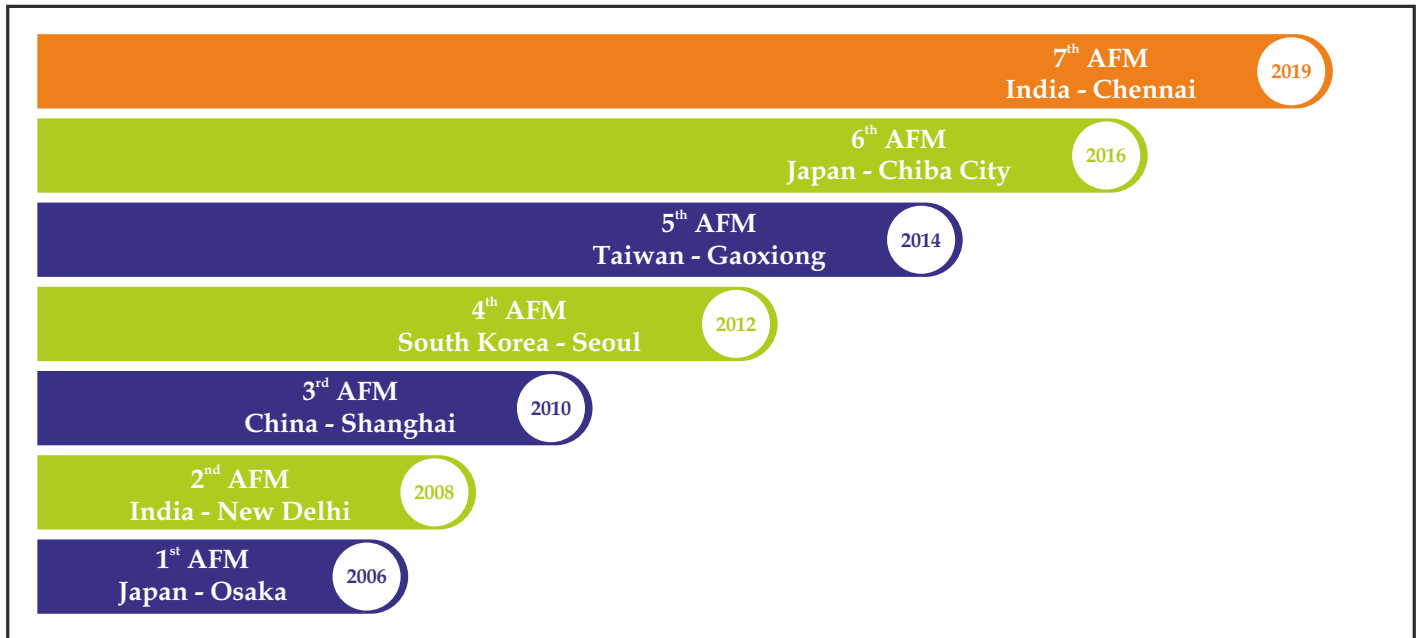 7th AFM
India - Chennai
2019
6th AFM
Japan - Chiba City
2016
5th AFM
Taiwan - Gaoxiong
2014
4th AFM
South Korea - Seoul
2012
3rd AFM
China - Shanghai
2010
2nd AFM
India - New Delhi
2008
1st AFM
Japan - Osaka
2006